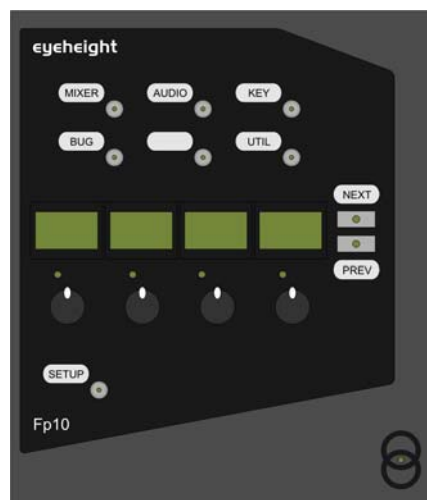 eyeheight
MIXER AUDIO KEY
BUG UTIL
NEXT
PREV
SETUP
Fp10